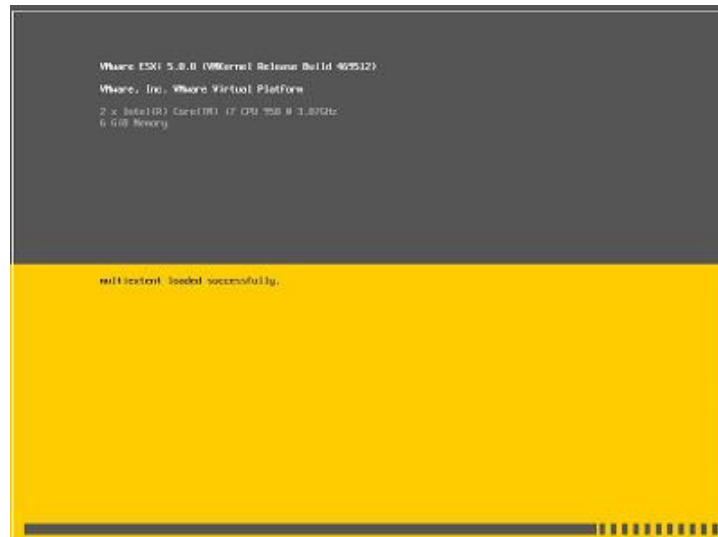 VMware ESXi 5.0.0 (VMKernel Release Build 469512)
VMware, Inc. VMware Virtual Platform
2 x Intel(R) Core(TM) i7 CPU 950 @ 3.07GHz
6 GiB Memory
multiextent loaded successfully.